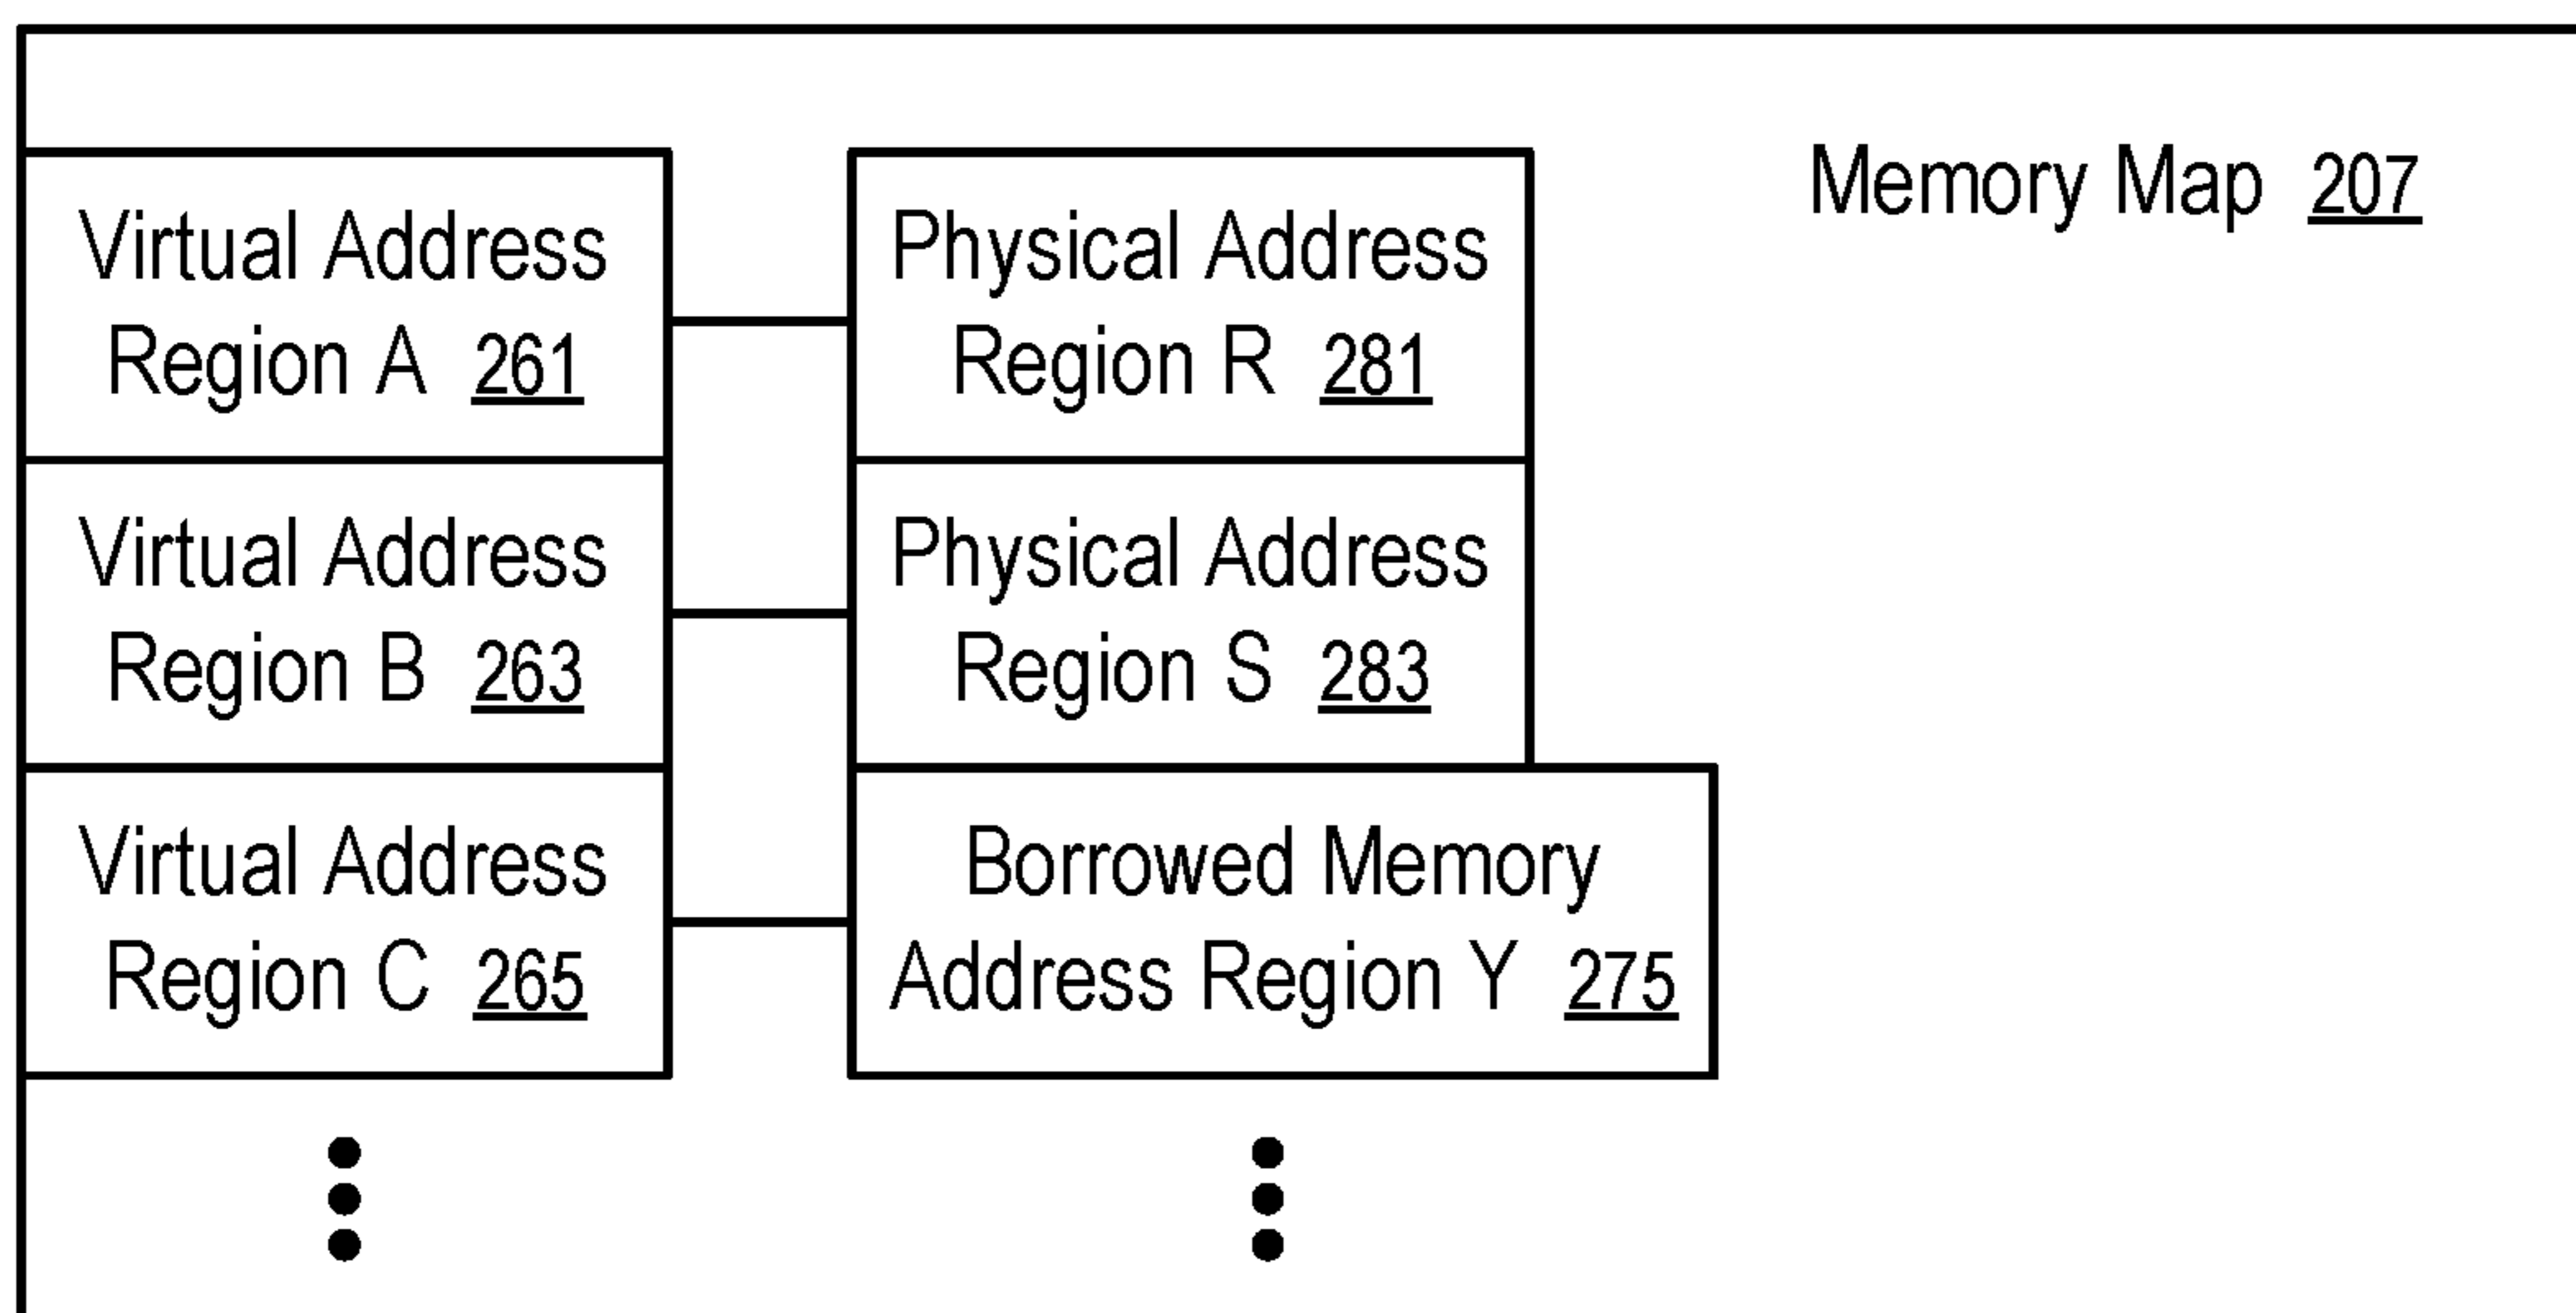 Memory Map 207
Virtual Address
Region A 261
Physical Address
Region R 281
Virtual Address
Region B 263
Physical Address
Region S 283
Virtual Address
Region C 265
Borrowed Memory
Address Region Y 275